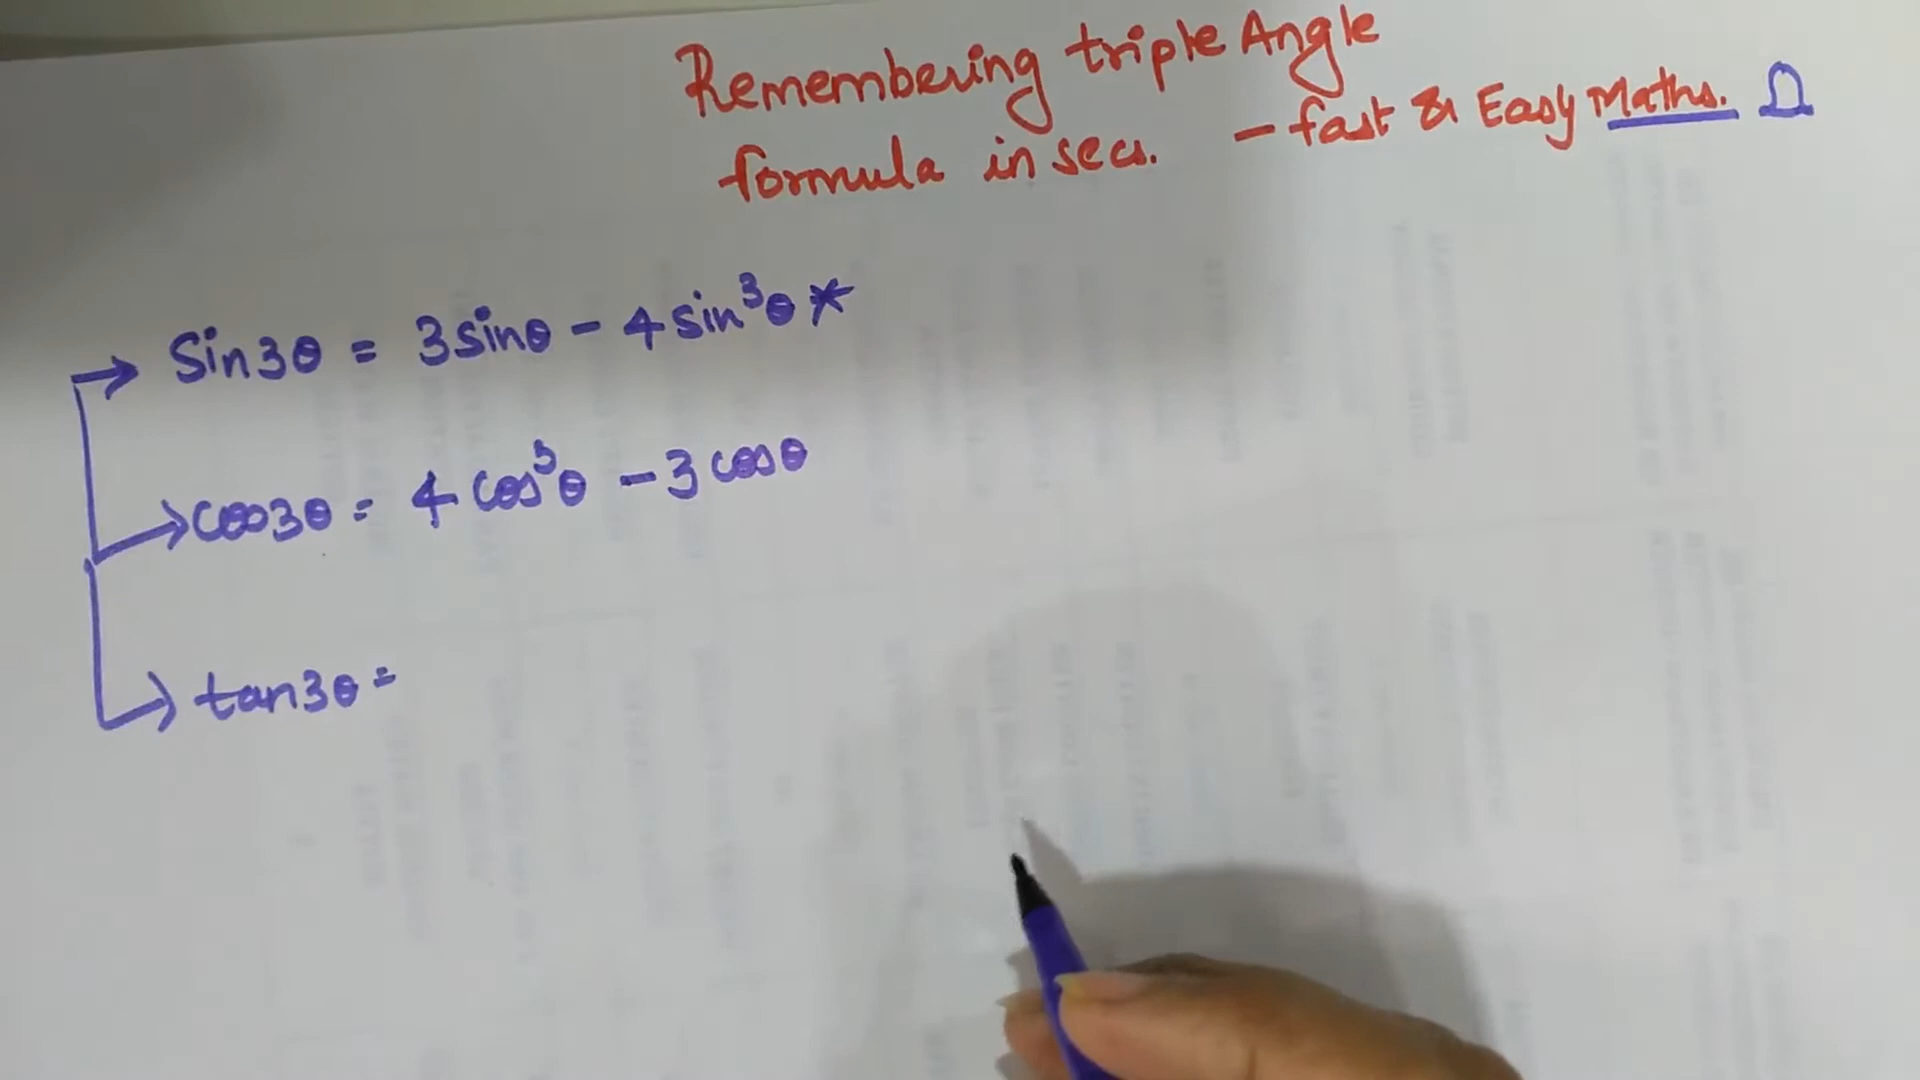 Remembering triple Angle
formula in secs. - fast & Easy Maths.
→ Sin3θ = 3sinθ - 4sin³θ *
→ cos3θ = 4cos³θ - 3cosθ
→ tan3θ =